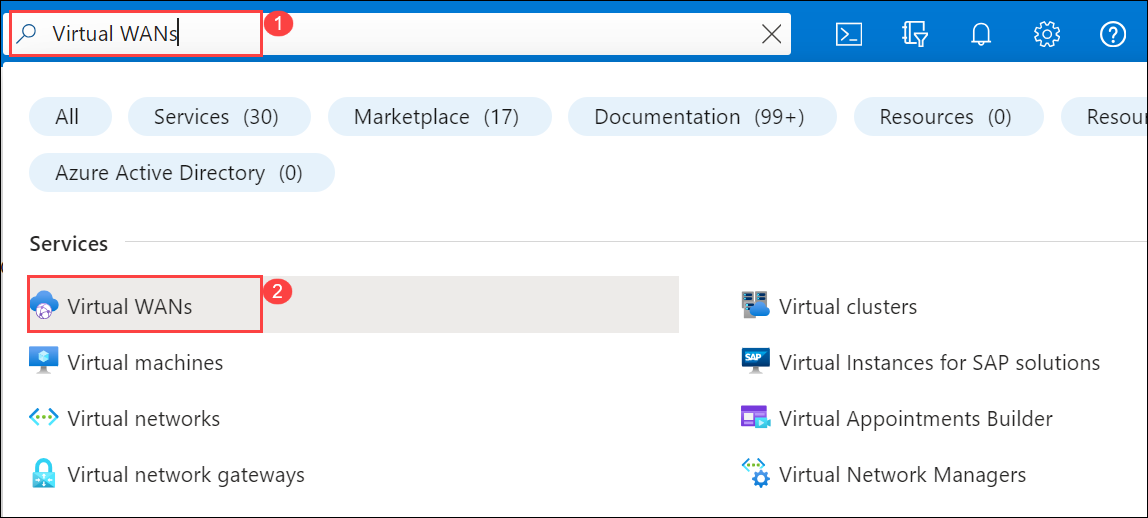 Virtual WANs 1
All Services (30) Marketplace (17) Documentation (99+) Resources (0) Resou
Azure Active Directory (0)
Services
Virtual WANs 2 Virtual clusters
Virtual machines SAP Virtual Instances for SAP solutions
Virtual networks Virtual Appointments Builder
Virtual network gateways Virtual Network Managers